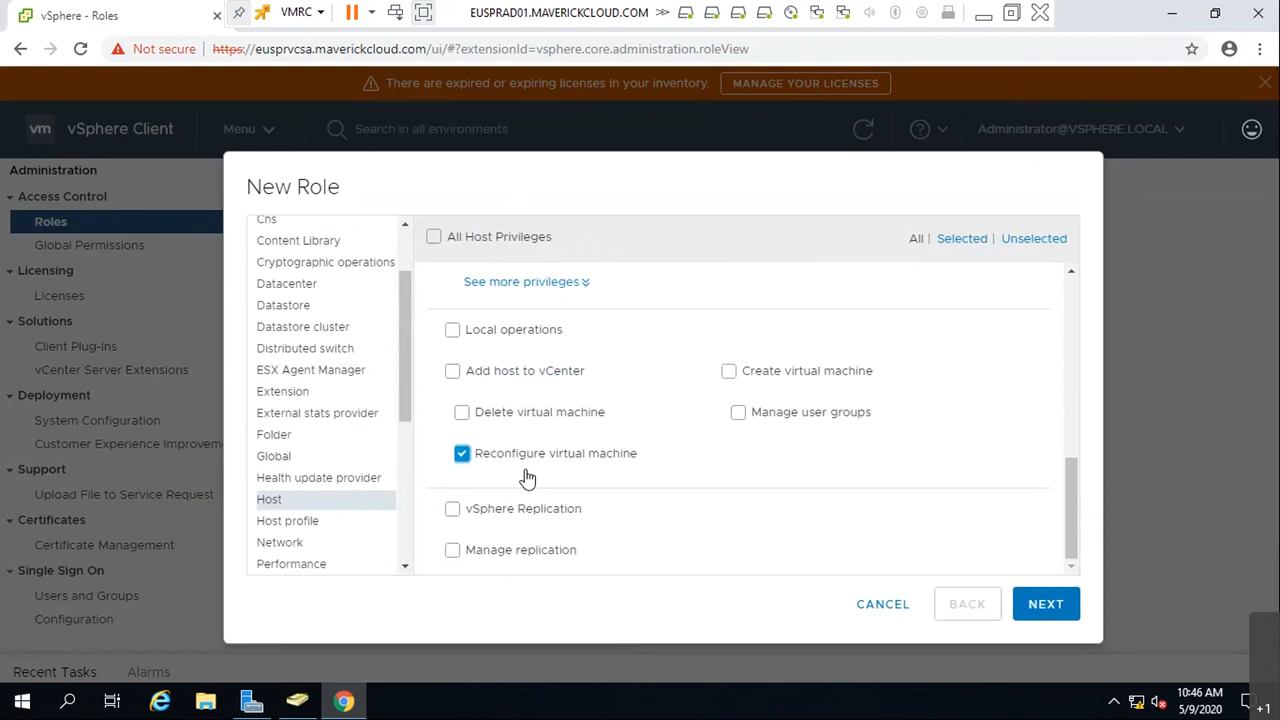 vSphere - Roles
VMRC
EUSPRAD01.MAVERICKCLOUD.COM
Not secure
https://eusprvcsa.maverickcloud.com/ui/#?extensionId=vsphere.core.administration.roleView
There are expired or expiring licenses in your inventory.
MANAGE YOUR LICENSES
vm
vSphere Client
Menu
Search in all environments
Administrator@VSPHERE.LOCAL
Administration
Access Control
Roles
Global Permissions
Licensing
Licenses
Solutions
Client Plug-Ins
vCenter Server Extensions
Deployment
System Configuration
Customer Experience Improveme
Support
Upload File to Service Request
Certificates
Certificate Management
Single Sign On
Users and Groups
Configuration
New Role
Cns
Content Library
Cryptographic operations
Datacenter
Datastore
Datastore cluster
Distributed switch
ESX Agent Manager
Extension
External stats provider
Folder
Global
Health update provider
Host
Host profile
Network
Performance
All Host Privileges
All | Selected | Unselected
See more privileges
Local operations
Add host to vCenter
Create virtual machine
Delete virtual machine
Manage user groups
Reconfigure virtual machine
vSphere Replication
Manage replication
CANCEL
BACK
NEXT
Recent Tasks
Alarms
10:46 AM
5/9/2020
+1